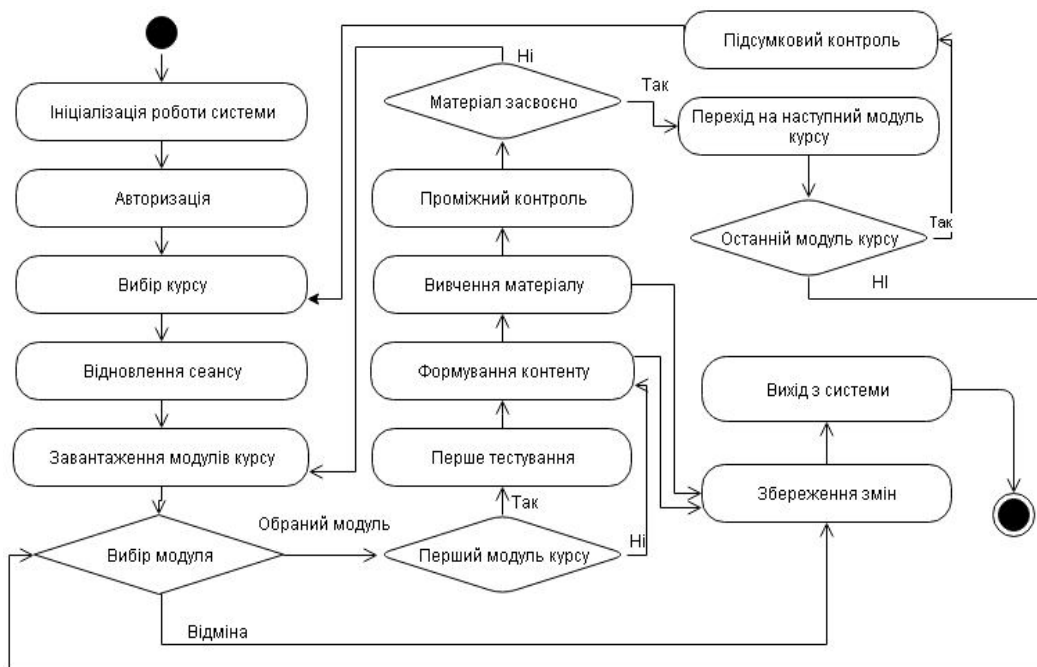 Ініціалізація роботи системи
Авторизація
Вибір курсу
Відновлення сеансу
Завантаження модулів курсу
Вибір модуля
Обраний модуль
Відміна
Ні
Матеріал засвоєно
Так
Проміжний контроль
Вивчення матеріалу
Формування контенту
Перше тестування
Так
Перший модуль курсу
Ні
Підсумковий контроль
Перехід на наступний модуль
курсу
Останній модуль курсу
Так
НІ
Вихід з системи
Збереження змін